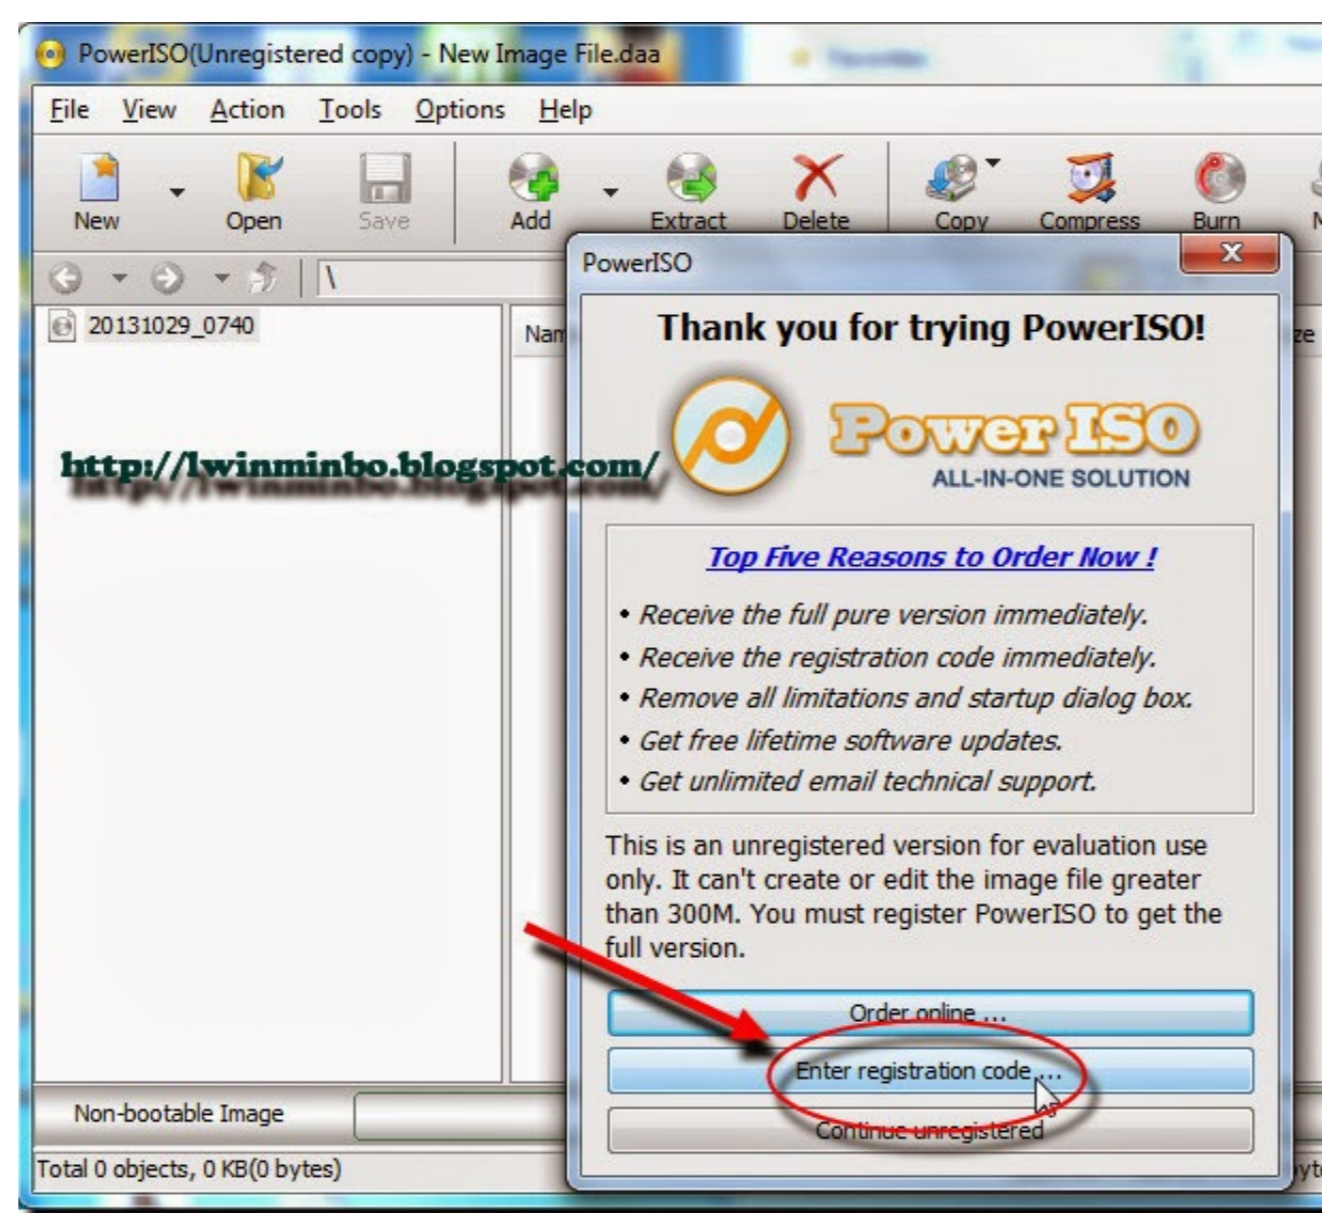 PowerISO(Unregistered copy) - New Image File.daa
File View Action Tools Options Help
New Open Save Add Extract Delete Copy Compress Burn
\
20131029_0740
http://lwinminbo.blogspot.com/
PowerISO
Thank you for trying PowerISO!
Power ISO
ALL-IN-ONE SOLUTION
Top Five Reasons to Order Now !
• Receive the full pure version immediately.
• Receive the registration code immediately.
• Remove all limitations and startup dialog box.
• Get free lifetime software updates.
• Get unlimited email technical support.
This is an unregistered version for evaluation use
only. It can't create or edit the image file greater
than 300M. You must register PowerISO to get the
full version.
Order online ...
Enter registration code ...
Continue unregistered
Non-bootable Image
Total 0 objects, 0 KB(0 bytes)